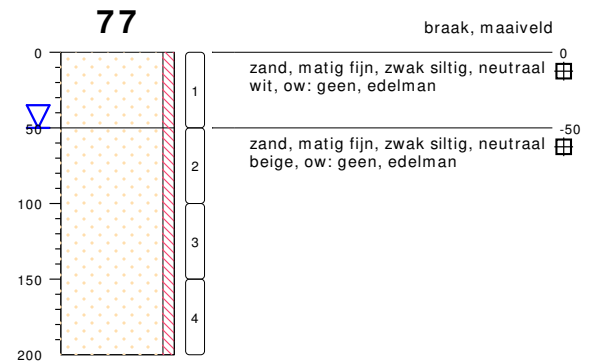 77
braak, maaiveld
0
0
zand, matig fijn, zwak siltig, neutraal
wit, ow: geen, edelman
1
50
-50
zand, matig fijn, zwak siltig, neutraal
beige, ow: geen, edelman
2
100
3
150
4
200